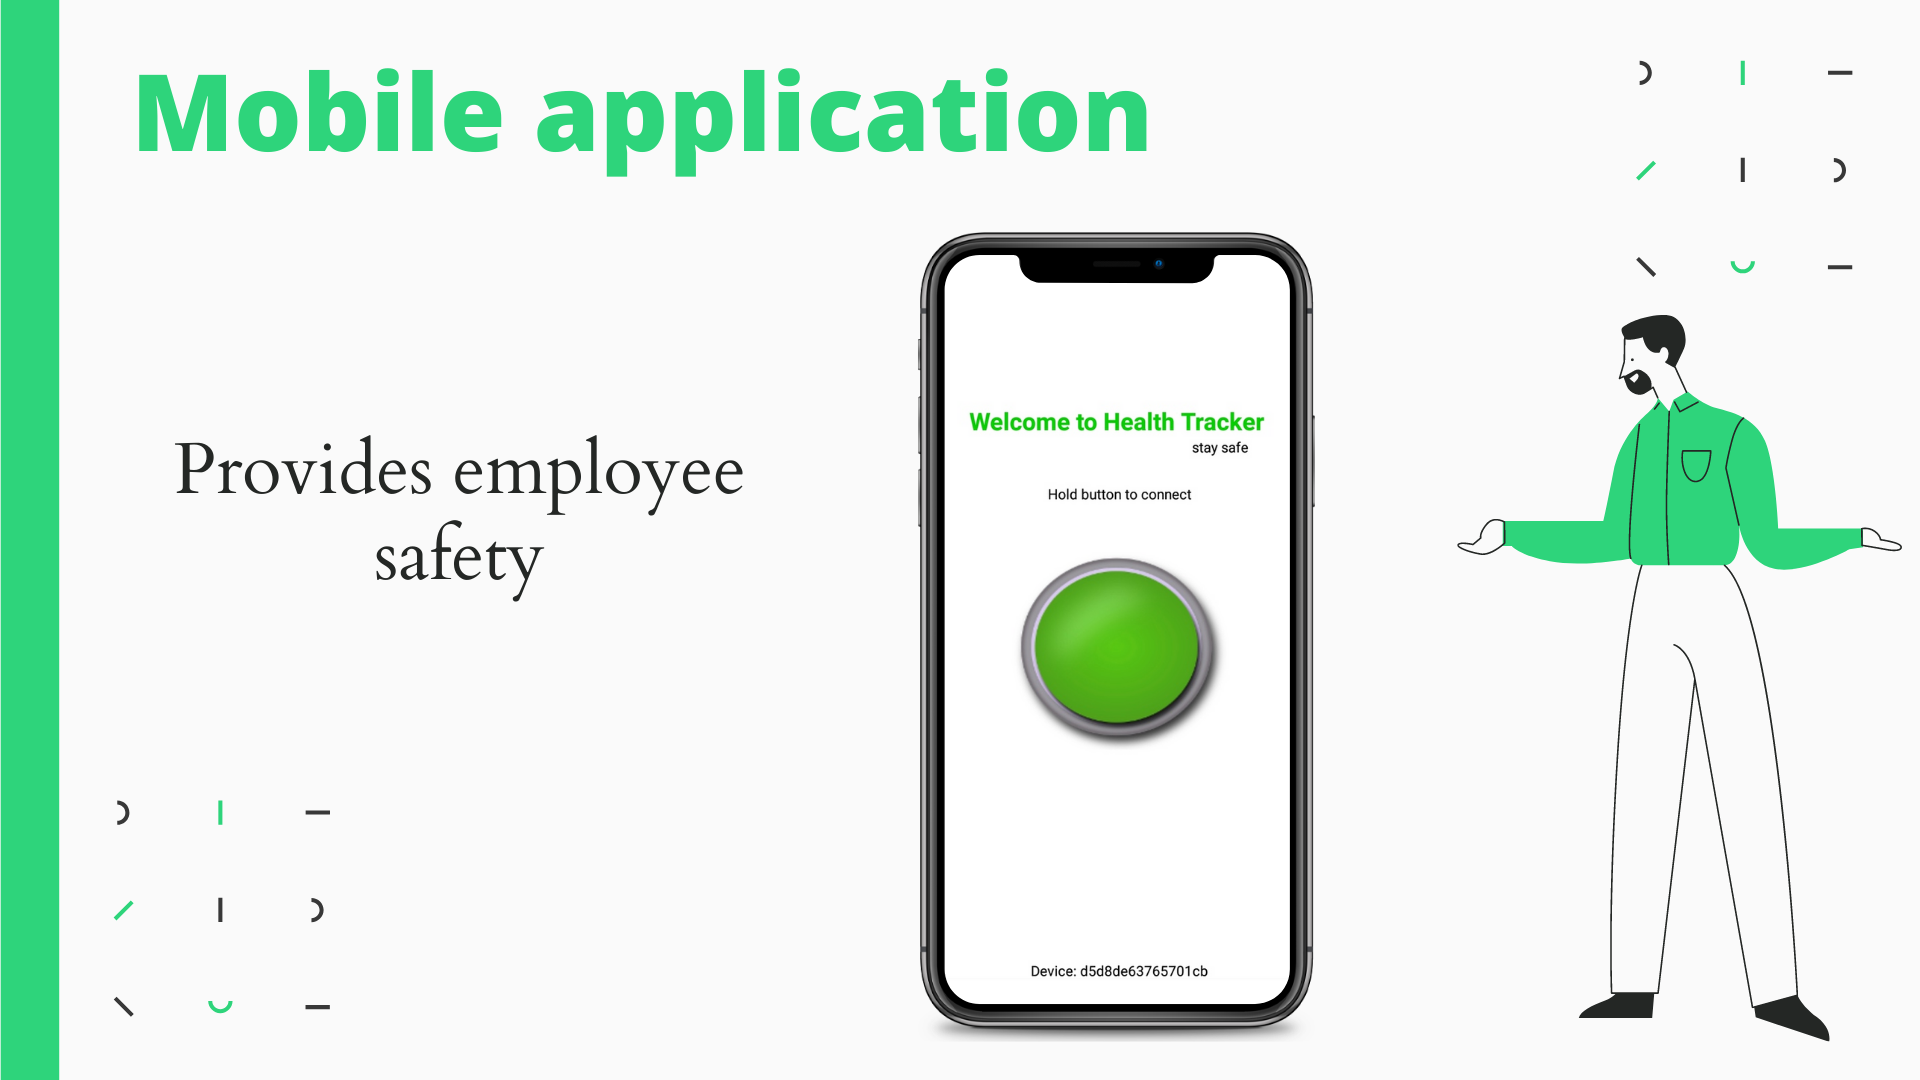 Mobile application
Provides employee
safety
Welcome to Health Tracker
stay safe
Hold button to connect
Device: d5d8de63765701cb